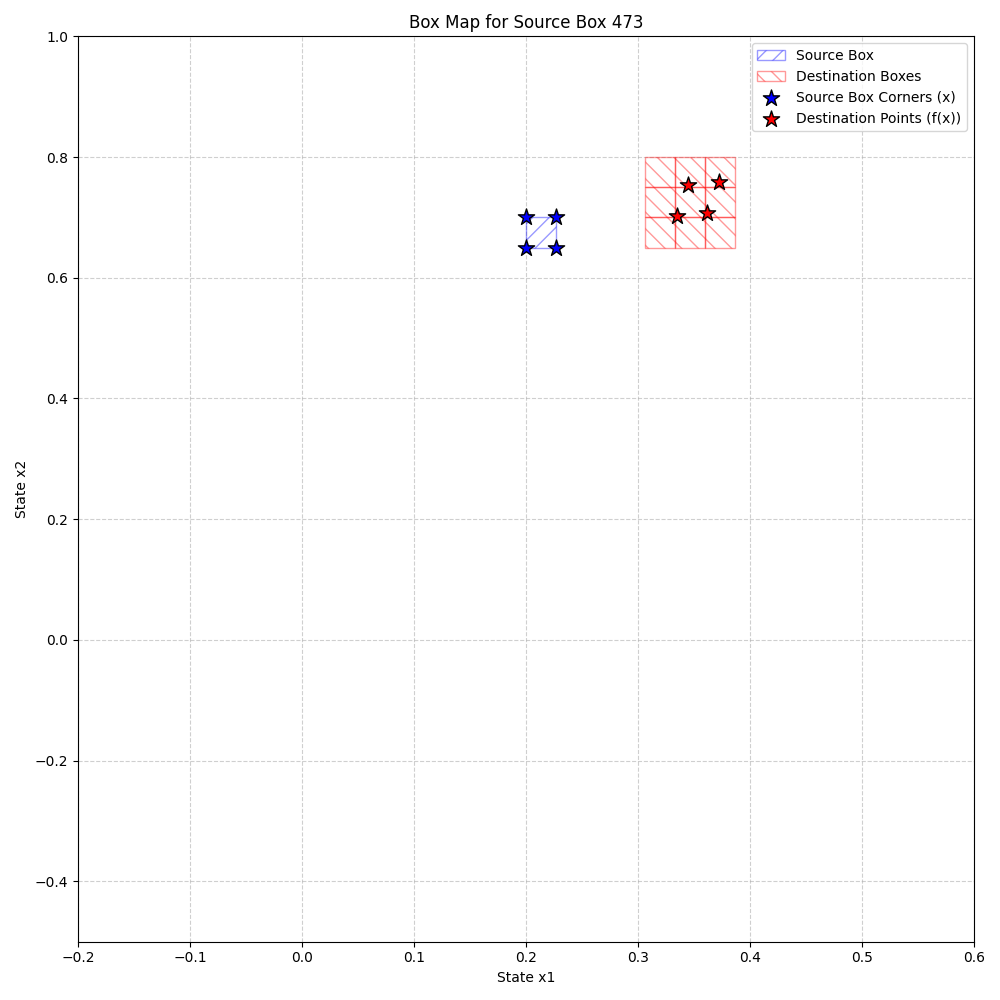 Box Map for Source Box 473
Source Box
Destination Boxes
Source Box Corners (x)
Destination Points (f(x))
State x2
1.0
0.8
0.6
0.4
0.2
0.0
−0.2
−0.4
−0.2 −0.1 0.0 0.1 0.2 0.3 0.4 0.5 0.6
State x1